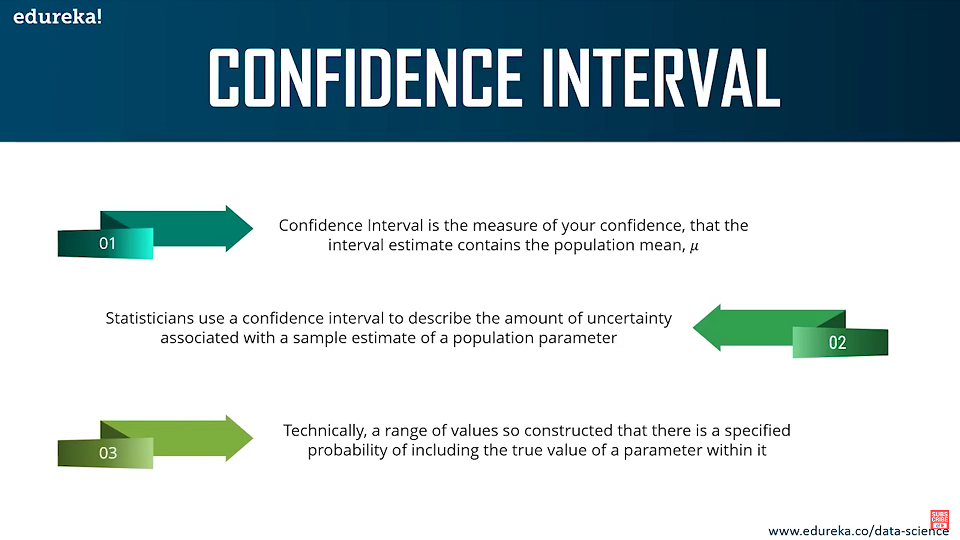 edureka!
CONFIDENCE INTERVAL
01
Confidence Interval is the measure of your confidence, that the
interval estimate contains the population mean, μ
Statisticians use a confidence interval to describe the amount of uncertainty
associated with a sample estimate of a population parameter
02
03
Technically, a range of values so constructed that there is a specified
probability of including the true value of a parameter within it
SUBS
CRIBE
www.edureka.co/data-science